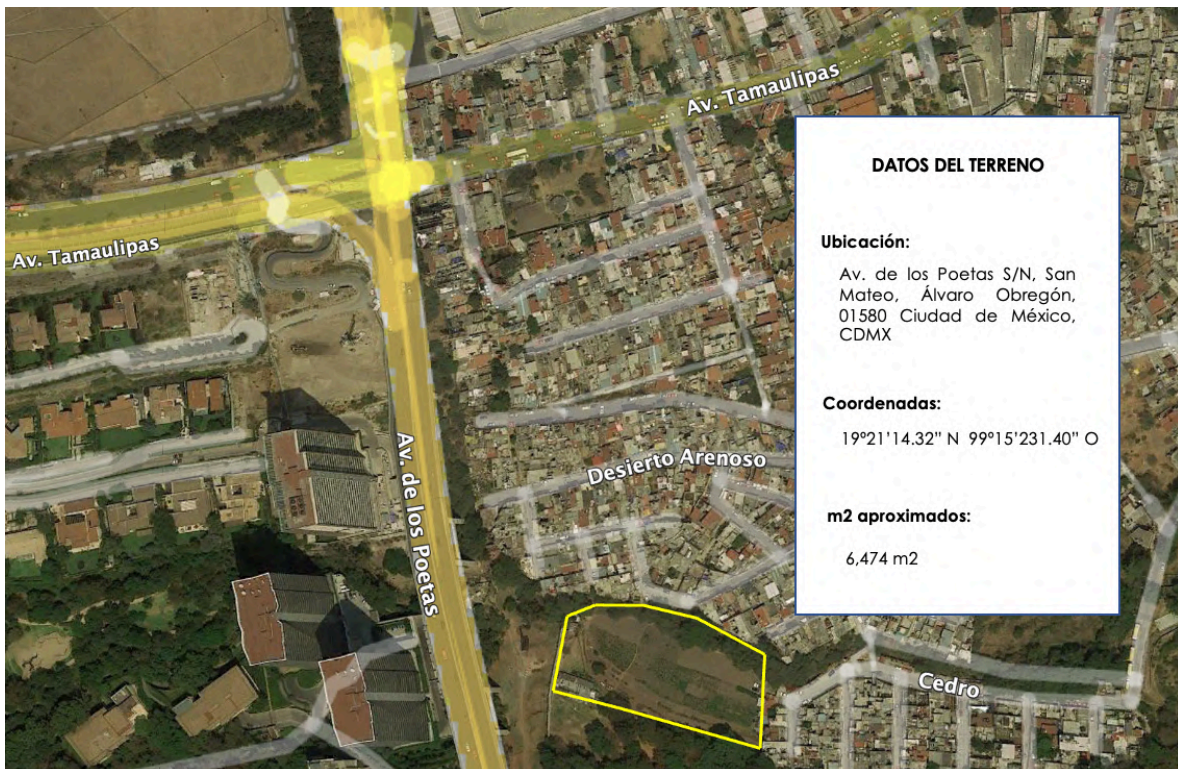 Av. Tamaulipas
Av. Tamaulipas
Av. de los Poetas
Desierto Arenoso
Cedro
DATOS DEL TERRENO
Ubicación:
Av. de los Poetas S/N, San
Mateo, Álvaro Obregón,
01580 Ciudad de México,
CDMX
Coordenadas:
19º21'14.32" N 99º15'231.40" O
m2 aproximados:
6,474 m2